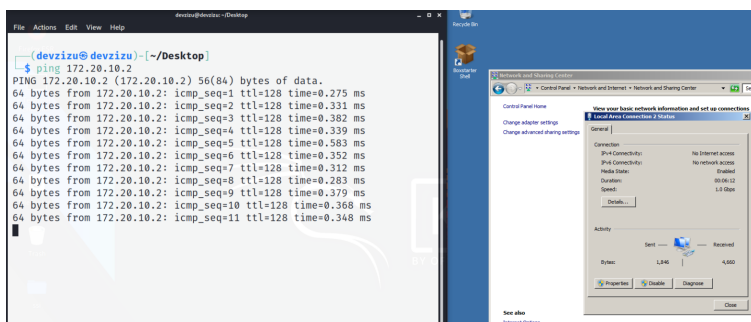 devzizu@devzizu:~/Desktop
File Actions Edit View Help
(devzizu㉿devzizu)-[~/Desktop]
$ ping 172.20.10.2
PING 172.20.10.2 (172.20.10.2) 56(84) bytes of data.
64 bytes from 172.20.10.2: icmp_seq=1 ttl=128 time=0.275 ms
64 bytes from 172.20.10.2: icmp_seq=2 ttl=128 time=0.331 ms
64 bytes from 172.20.10.2: icmp_seq=3 ttl=128 time=0.382 ms
64 bytes from 172.20.10.2: icmp_seq=4 ttl=128 time=0.339 ms
64 bytes from 172.20.10.2: icmp_seq=5 ttl=128 time=0.583 ms
64 bytes from 172.20.10.2: icmp_seq=6 ttl=128 time=0.352 ms
64 bytes from 172.20.10.2: icmp_seq=7 ttl=128 time=0.312 ms
64 bytes from 172.20.10.2: icmp_seq=8 ttl=128 time=0.283 ms
64 bytes from 172.20.10.2: icmp_seq=9 ttl=128 time=0.379 ms
64 bytes from 172.20.10.2: icmp_seq=10 ttl=128 time=0.368 ms
64 bytes from 172.20.10.2: icmp_seq=11 ttl=128 time=0.348 ms
Recycle Bin
Boxstarter
Shell
Network and Sharing Center
Control Panel Network and Internet Network and Sharing Center
Control Panel Home
Change adapter settings
Change advanced sharing settings
View your basic network information and set up connections
Local Area Connection 2 Status
General
Connection
IPv4 Connectivity: No Internet access
IPv6 Connectivity: No network access
Media State: Enabled
Duration: 00:06:12
Speed: 1.0 Gbps
Details...
Activity
Sent Received
Bytes: 1,846 4,660
Properties Disable Diagnose
Close
See also